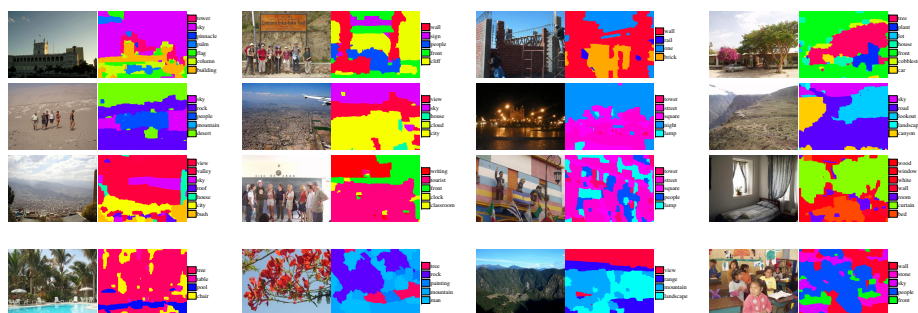 tower
sky
pinnacle
palm
flag
column
building
wall
sign
people
front
cliff
wall
rail
brick
tree
plant
lot
house
front
cobblest
car
sky
rock
people
mountain
desert
view
sky
house
cloud
city
tower
street
square
night
lamp
sky
road
lookout
landscap
canyon
view
valley
sky
roof
house
city
bush
writing
tourist
front
clock
classroom
tower
street
square
people
lamp
wood
window
white
wall
room
curtain
bed
tree
table
pool
chair
tree
rock
painting
mountain
man
view
range
mountain
landscape
wall
stone
sky
people
front